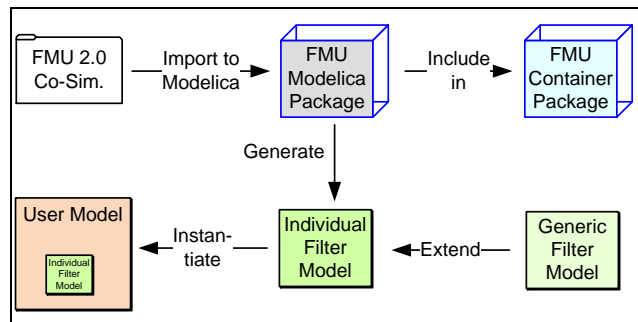 FMU 2.0
Co-Sim.
Import to
Modelica
FMU
Modelica
Package
Include
in
FMU
Container
Package
Generate
User Model
Individual
Filter
Model
Instan-
tiate
Individual
Filter
Model
Extend
Generic
Filter
Model